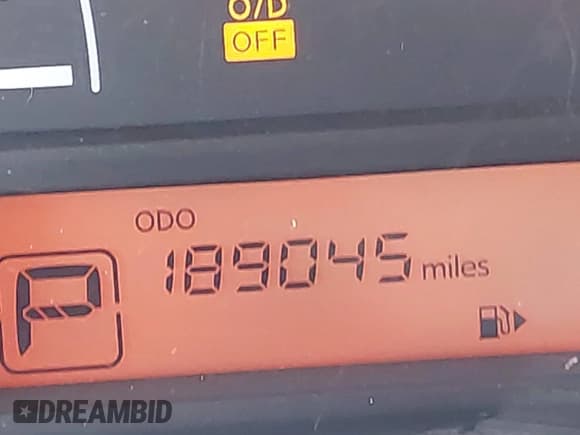 O/D
OFF
ODO
189045 miles
P
DREAMBID